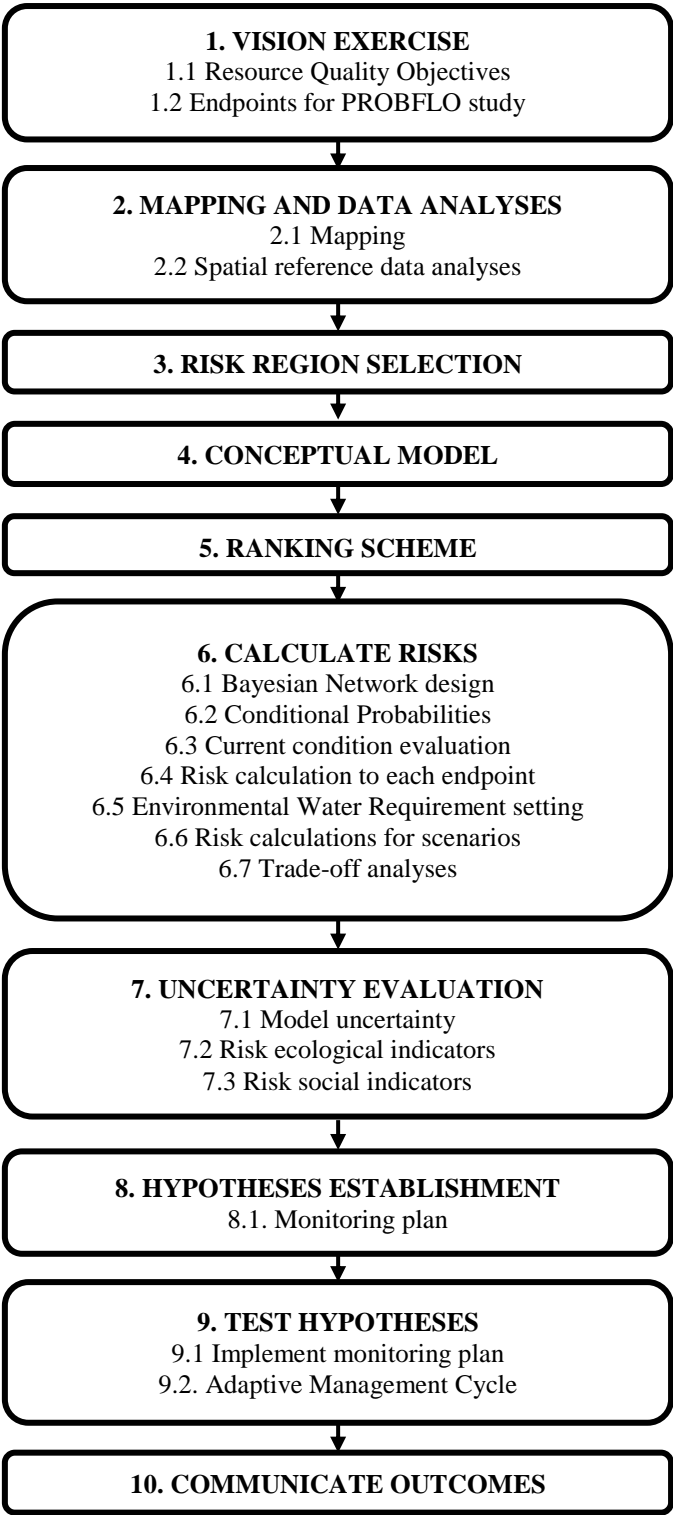 1. VISION EXERCISE
1.1 Resource Quality Objectives
1.2 Endpoints for PROBFLO study
2. MAPPING AND DATA ANALYSES
2.1 Mapping
2.2 Spatial reference data analyses
3. RISK REGION SELECTION
4. CONCEPTUAL MODEL
5. RANKING SCHEME
6. CALCULATE RISKS
6.1 Bayesian Network design
6.2 Conditional Probabilities
6.3 Current condition evaluation
6.4 Risk calculation to each endpoint
6.5 Environmental Water Requirement setting
6.6 Risk calculations for scenarios
6.7 Trade-off analyses
7. UNCERTAINTY EVALUATION
7.1 Model uncertainty
7.2 Risk ecological indicators
7.3 Risk social indicators
8. HYPOTHESES ESTABLISHMENT
8.1. Monitoring plan
9. TEST HYPOTHESES
9.1 Implement monitoring plan
9.2. Adaptive Management Cycle
10. COMMUNICATE OUTCOMES